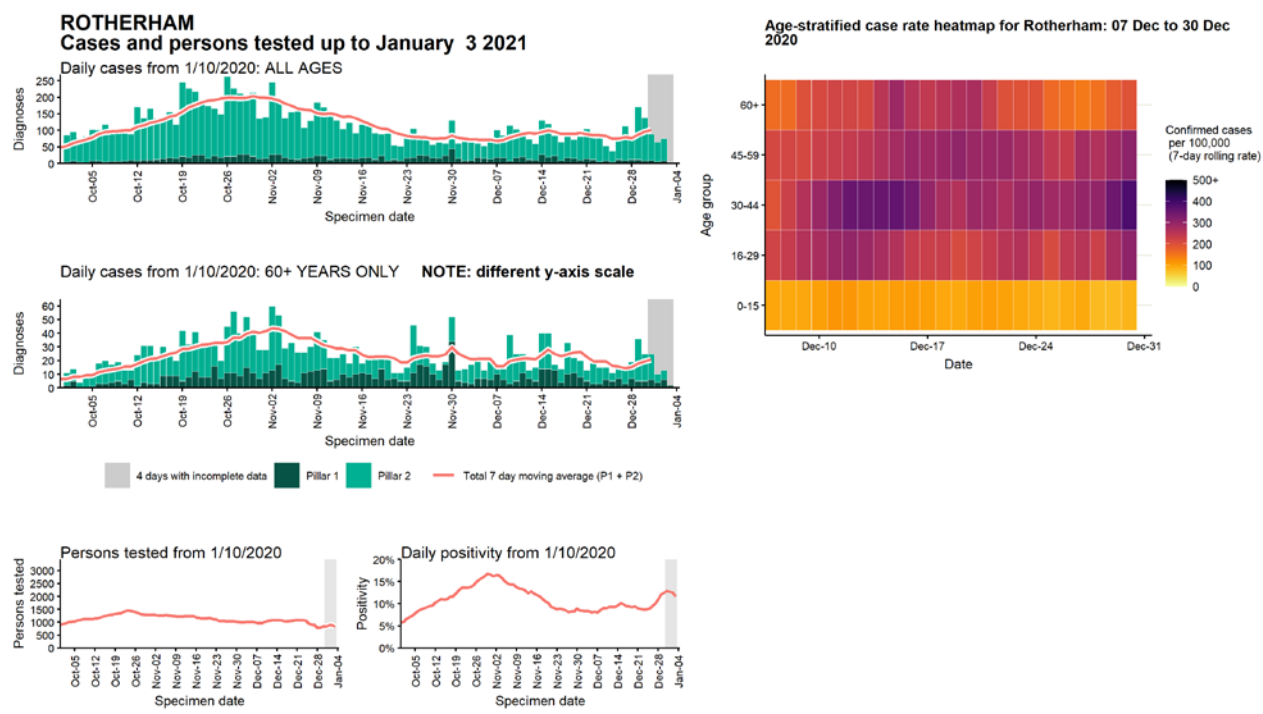 ROTHERHAM
Cases and persons tested up to January 3 2021
Daily cases from 1/10/2020: ALL AGES
Diagnoses
250
200
150
100
50
0
Oct-05 Oct-12 Oct-19 Oct-26 Nov-02 Nov-09 Nov-16 Nov-23 Nov-30 Dec-07 Dec-14 Dec-21 Dec-28 Jan-04
Specimen date
Daily cases from 1/10/2020: 60+ YEARS ONLY NOTE: different y-axis scale
Diagnoses
60
50
40
30
20
10
0
Oct-05 Oct-12 Oct-19 Oct-26 Nov-02 Nov-09 Nov-16 Nov-23 Nov-30 Dec-07 Dec-14 Dec-21 Dec-28 Jan-04
Specimen date
4 days with incomplete data Pillar 1 Pillar 2 Total 7 day moving average (P1 + P2)
Persons tested from 1/10/2020
Persons tested
3000
2500
2000
1500
1000
500
0
Oct-05 Oct-12 Oct-19 Oct-26 Nov-02 Nov-09 Nov-16 Nov-23 Nov-30 Dec-07 Dec-14 Dec-21 Dec-28 Jan-04
Specimen date
Daily positivity from 1/10/2020
Positivity
20%
15%
10%
5%
0%
Oct-05 Oct-12 Oct-19 Oct-26 Nov-02 Nov-09 Nov-16 Nov-23 Nov-30 Dec-07 Dec-14 Dec-21 Dec-28 Jan-04
Specimen date
Age-stratified case rate heatmap for Rotherham: 07 Dec to 30 Dec
2020
Age group
60+
45-59
30-44
16-29
0-15
Dec-10 Dec-17 Dec-24 Dec-31
Date
Confirmed cases
per 100,000
(7-day rolling rate)
500+
400
300
200
100
0